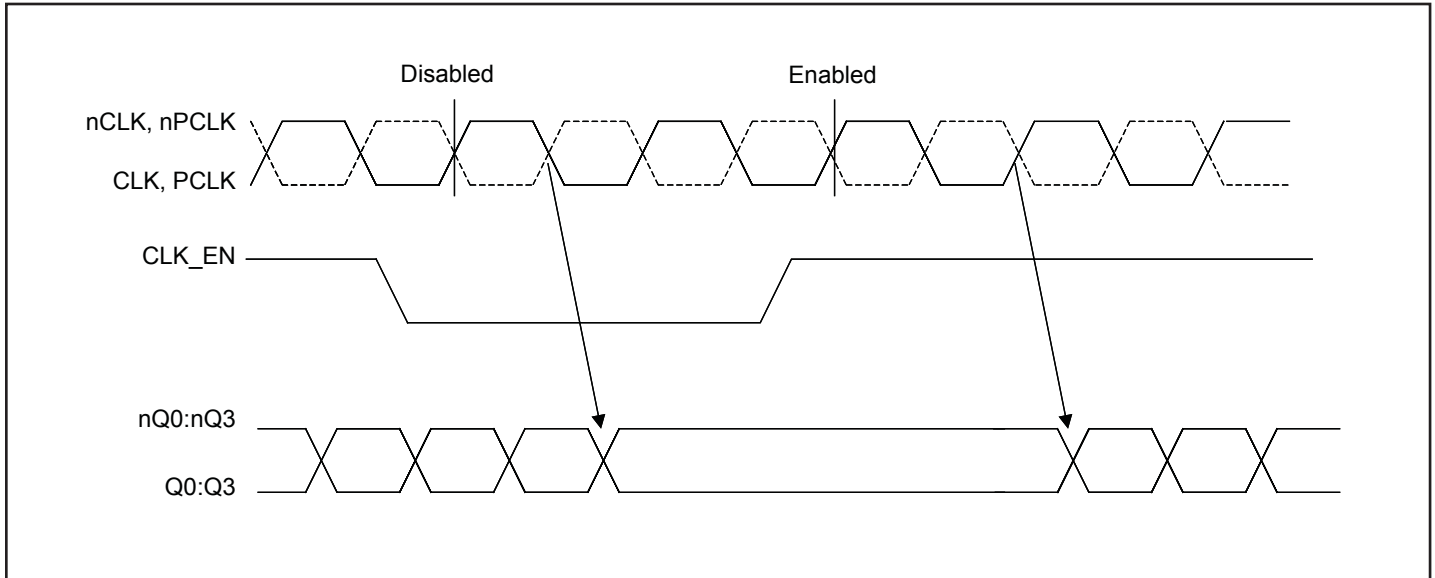 Disabled
Enabled
nCLK, nPCLK
CLK, PCLK
CLK_EN
nQ0:nQ3
Q0:Q3